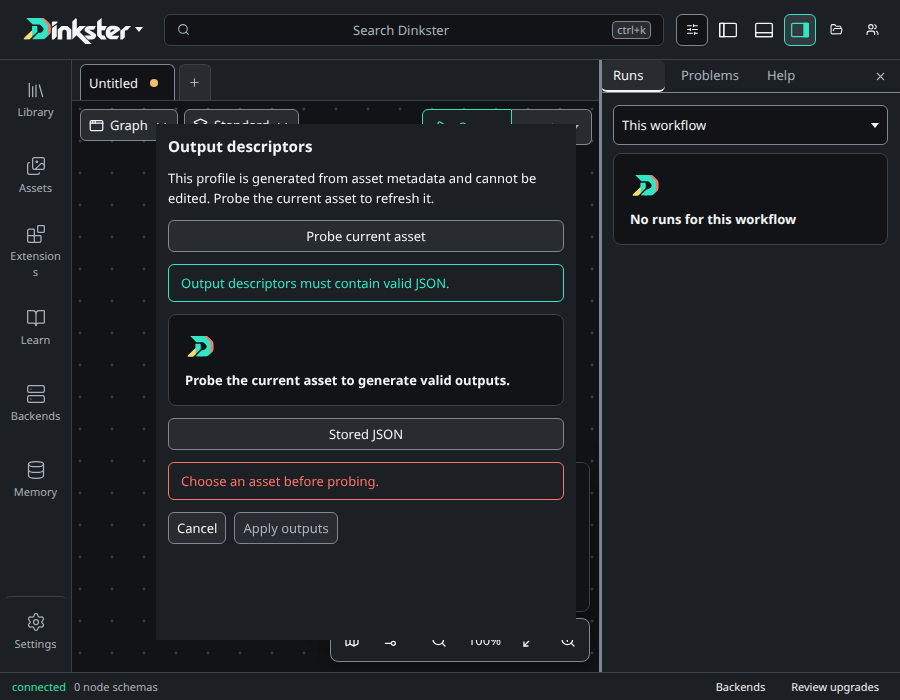 Dinkster
Search Dinkster
ctrl+k
Library
Assets
Extension
s
Learn
Backends
Memory
Settings
Untitled
+
Graph
Standard
Output descriptors
This profile is generated from asset metadata and cannot be
edited. Probe the current asset to refresh it.
Probe current asset
Output descriptors must contain valid JSON.
Probe the current asset to generate valid outputs.
Stored JSON
Choose an asset before probing.
Cancel
Apply outputs
100%
Runs
Problems
Help
This workflow
No runs for this workflow
connected
0 node schemas
Backends
Review upgrades